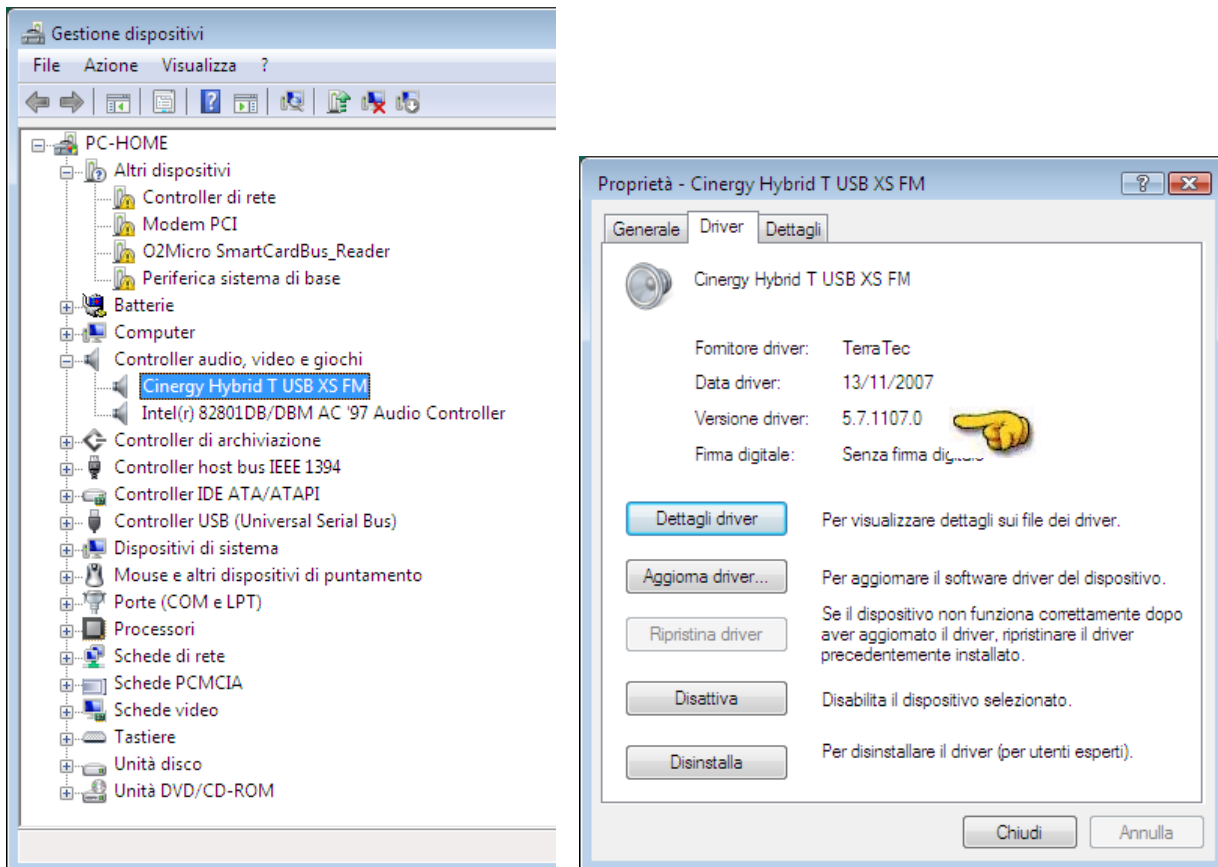 Gestione dispositivi
File Azione Visualizza ?
PC-HOME
Altri dispositivi
Controller di rete
Modem PCI
O2Micro SmartCardBus_Reader
Periferica sistema di base
Batterie
Computer
Controller audio, video e giochi
Cinergy Hybrid T USB XS FM
Intel(r) 82801DB/DBM AC '97 Audio Controller
Controller di archiviazione
Controller host bus IEEE 1394
Controller IDE ATA/ATAPI
Controller USB (Universal Serial Bus)
Dispositivi di sistema
Mouse e altri dispositivi di puntamento
Porte (COM e LPT)
Processori
Schede di rete
Schede PCMCIA
Schede video
Tastiere
Unità disco
Unità DVD/CD-ROM
Proprietà - Cinergy Hybrid T USB XS FM
Generale Driver Dettagli
Cinergy Hybrid T USB XS FM
Fornitore driver: TerraTec
Data driver: 13/11/2007
Versione driver: 5.7.1107.0
Firma digitale: Senza firma
Dettagli driver Per visualizzare dettagli sui file dei driver.
Aggiorna driver... Per aggiornare il software driver del dispositivo.
Ripristina driver Se il dispositivo non funziona correttamente dopo
aver aggiornato il driver, ripristinare il driver
precedentemente installato.
Disattiva Disabilita il dispositivo selezionato.
Disinstalla Per disinstallare il driver (per utenti esperti).
Chiudi Annulla